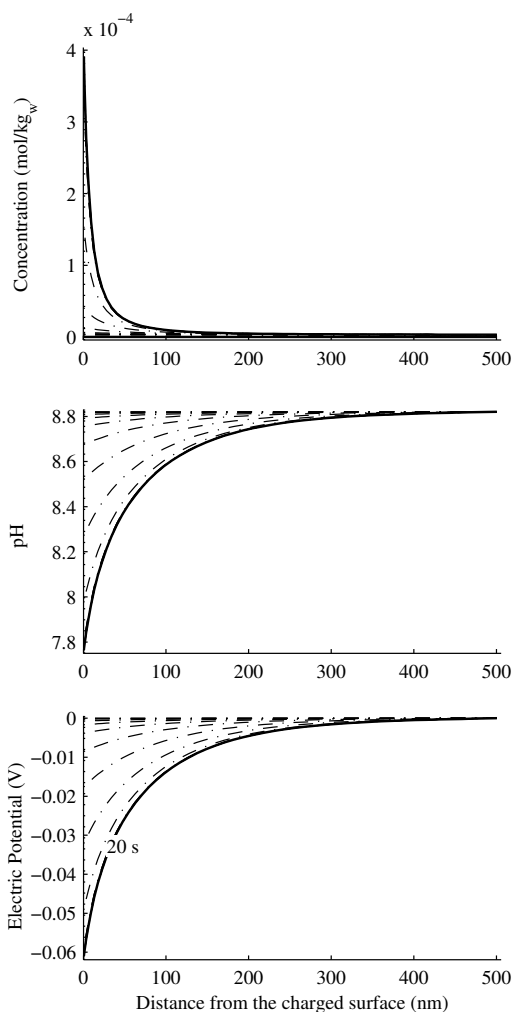 x 10⁻⁴
4
3
2
1
0
Concentration (mol/kg_w)
0 100 200 300 400 500
8.8
8.6
8.4
8.2
8
7.8
pH
0 100 200 300 400 500
0
−0.01
−0.02
−0.03
−0.04
−0.05
−0.06
Electric Potential (V)
20 s
0 100 200 300 400 500
Distance from the charged surface (nm)